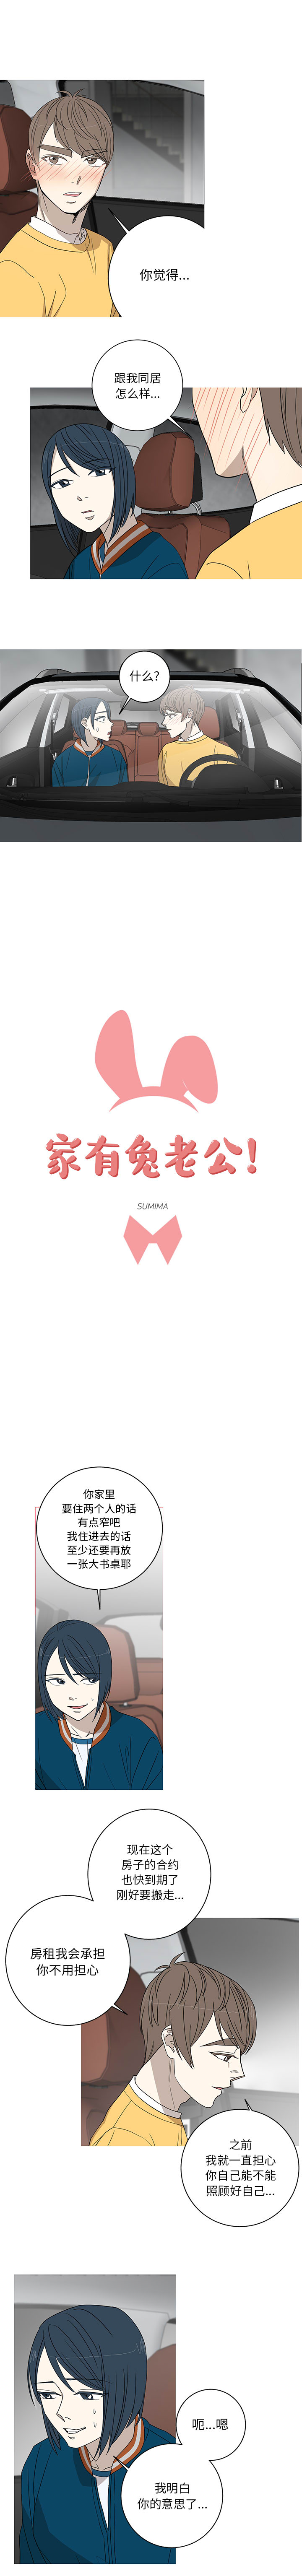 你觉得...
跟我同居
怎么样...
什么?
家有兔老公!
SUMIMA
你家里
要住两个人的话
有点窄吧
我住进去的话
至少还要再放
一张大书桌耶
现在这个
房子的合约
也快到期了
刚好要搬走...
房租我会承担
你不用担心
之前
我就一直担心
你自己能不能
照顾好自己...
呃...嗯
我明白
你的意思了...